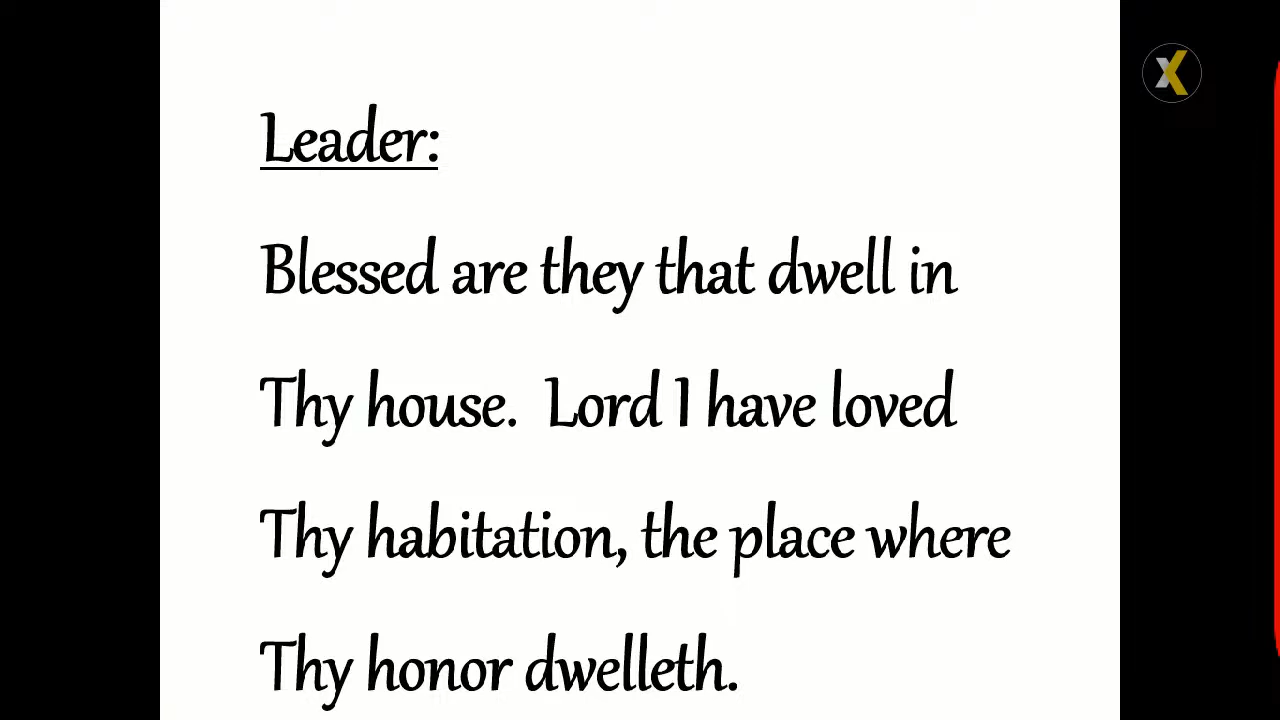 Leader:
Blessed are they that dwell in
Thy house.  Lord I have loved
Thy habitation, the place where
Thy honor dwelleth.